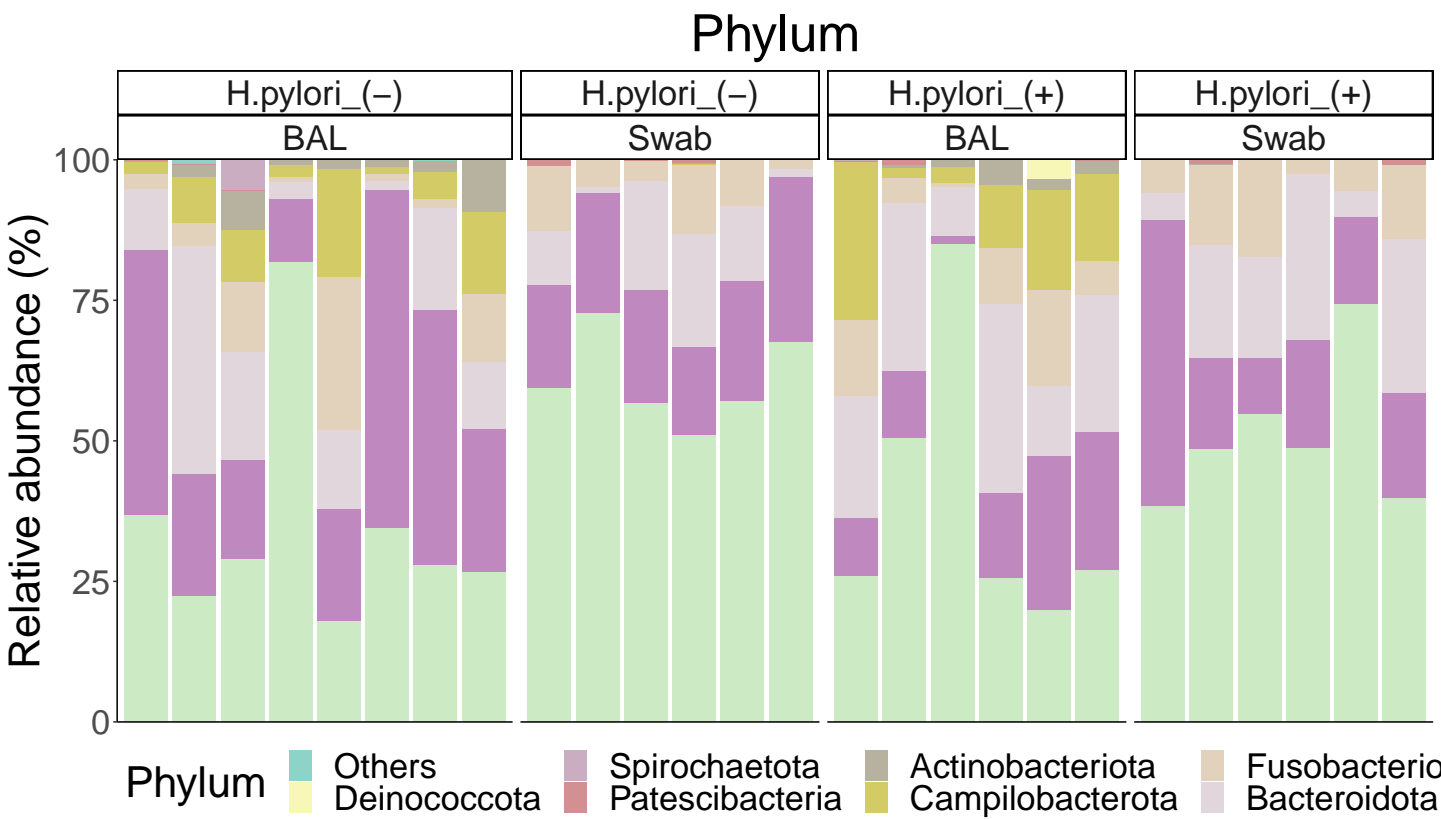 Phylum
H.pylori_(−) H.pylori_(−) H.pylori_(+) H.pylori_(+)
BAL Swab BAL Swab
100
75
50
25
0
Relative abundance (%)
Phylum
Others Spirochaetota Actinobacteriota Fusobacterio
Deinococcota Patescibacteria Campilobacterota Bacteroidota